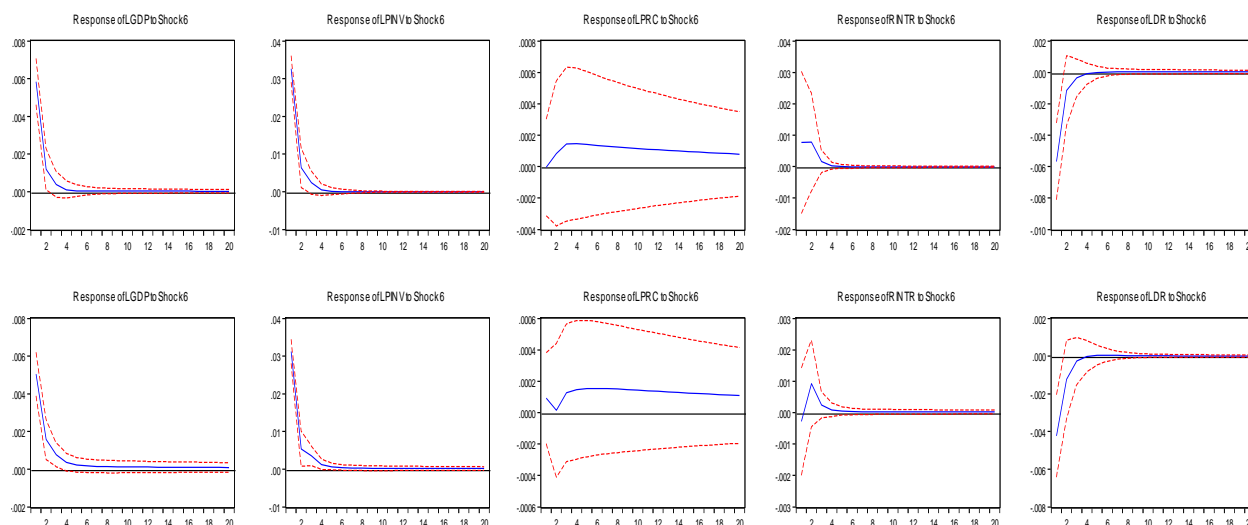 Response of LGDP to Shock6 Response of LPINV to Shock6 Response of LPRC to Shock6 Response of RINTR to Shock6 Response of LDR to Shock6
.008 .04 .0008 .004 .002
.006 .03 .0006 .003 .000
.004 .02 .0004 .002 -.002
.002 .01 .0002 .001 -.004
.000 .00 .0000 .000 -.006
-.0002 -.001 -.008
-.002 -.01 -.0004 -.002 -.010
2 4 6 8 10 12 14 16 18 20 2 4 6 8 10 12 14 16 18 20 2 4 6 8 10 12 14 16 18 20 2 4 6 8 10 12 14 16 18 20 2 4 6 8 10 12 14 16 18
Response of LGDP to Shock6 Response of LPINV to Shock6 Response of LPRC to Shock6 Response of RINTR to Shock6 Response of LDR to Shock6
.008 .04 .0006 .003 .002
.006 .03 .0004 .002 .000
.004 .02 .0002 .001 -.002
.002 .01 .0000 .000 -.004
.000 .00 -.0002 -.001 -.006
-.0004 -.002
-.002 -.01 -.0006 -.003 -.008
2 4 6 8 10 12 14 16 18 20 2 4 6 8 10 12 14 16 18 20 2 4 6 8 10 12 14 16 18 20 2 4 6 8 10 12 14 16 18 20 2 4 6 8 10 12 14 16 18